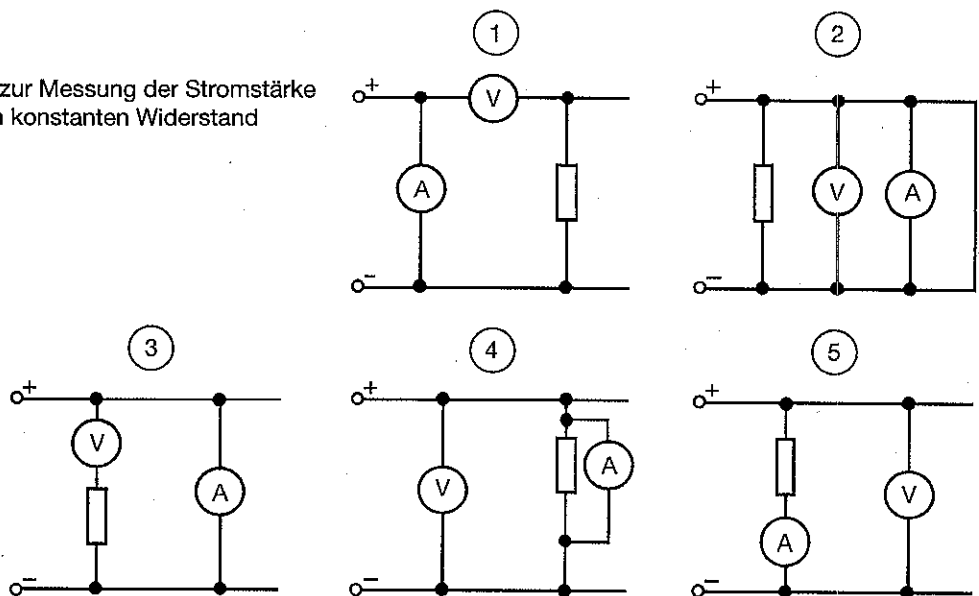 1
2
zur Messung der Stromstärke
konstanten Widerstand
+
V
A
−
+
V
A
−
3
4
5
+
V
A
−
+
V
A
−
+
V
A
−